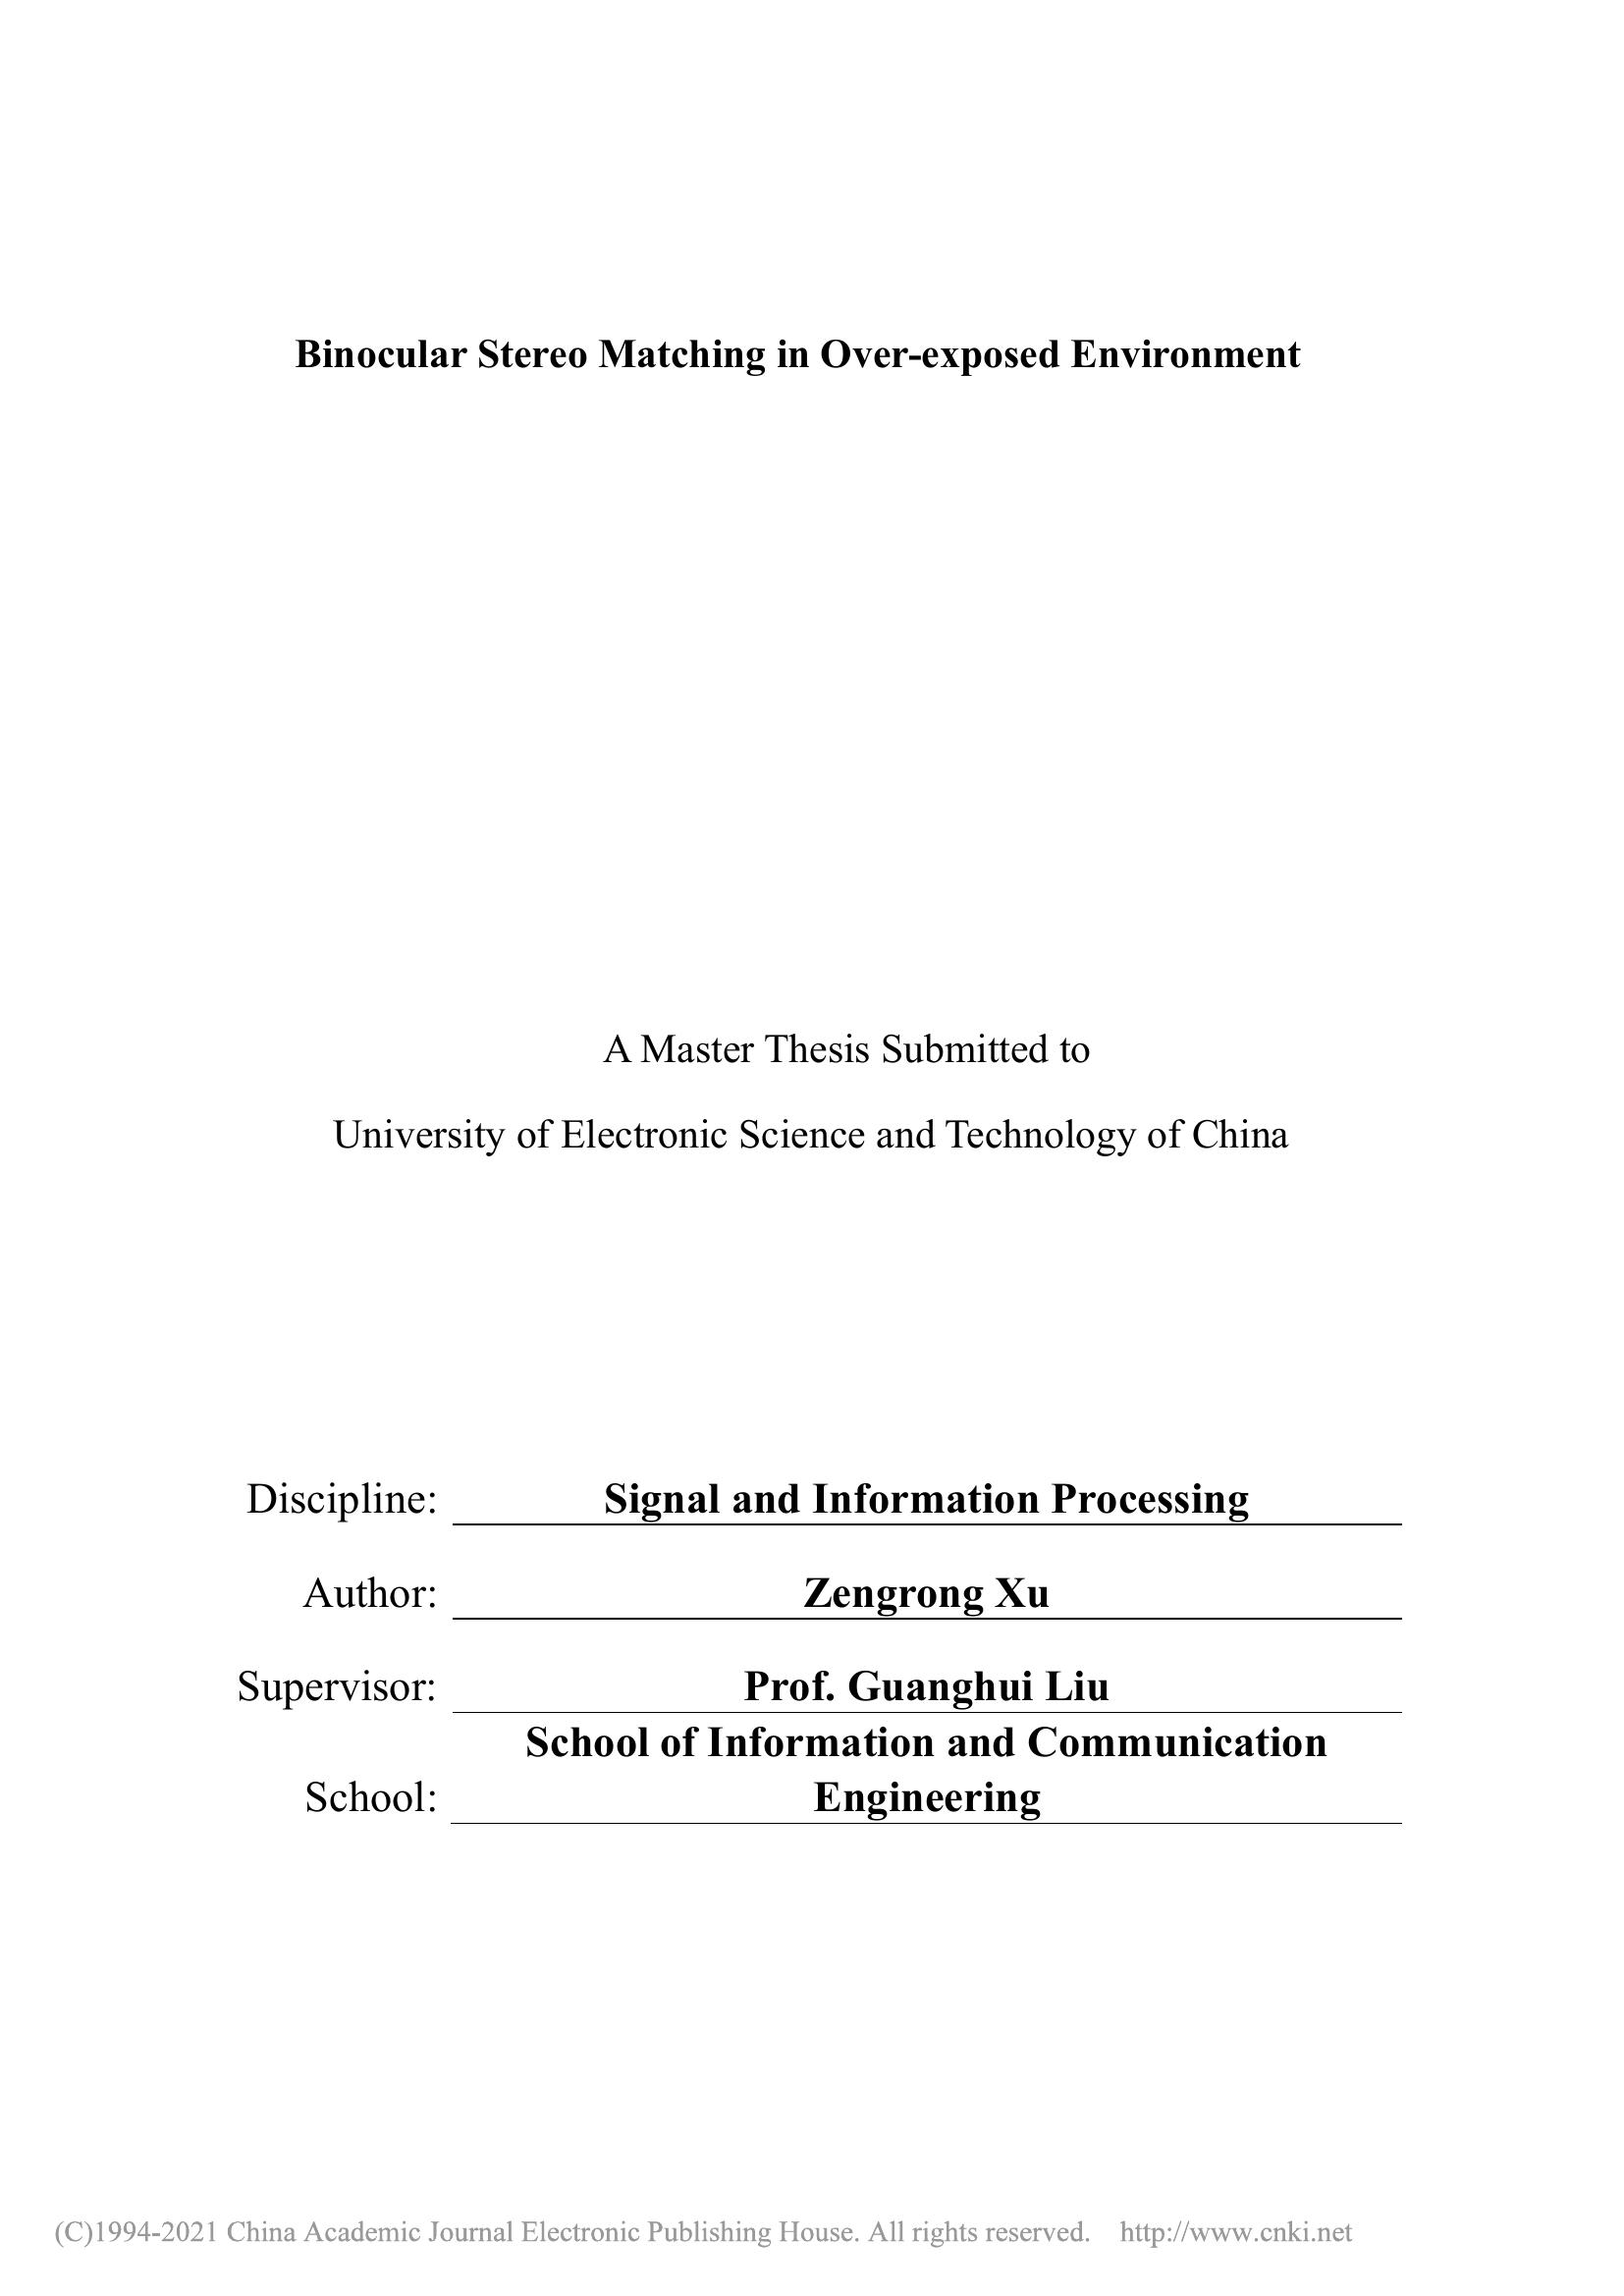 Binocular Stereo Matching in Over-exposed Environment
A Master Thesis Submitted to
University of Electronic Science and Technology of China
Discipline: Signal and Information Processing
Author: Zengrong Xu
Supervisor: Prof. Guanghui Liu
School of Information and Communication
School: Engineering
(C)1994-2021 China Academic Journal Electronic Publishing House. All rights reserved. http://www.cnki.net